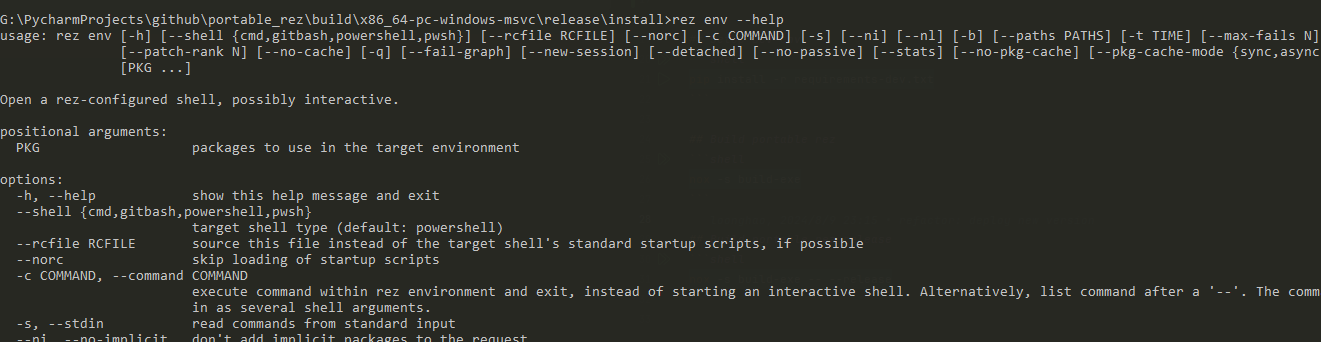 G:\PycharmProjects\github\portable_rez\build\x86_64-pc-windows-msvc\release\install>rez env --help
usage: rez env [-h] [--shell {cmd,gitbash,powershell,pwsh}] [--rcfile RCFILE] [--norc] [-c COMMAND] [-s] [--ni] [--nl] [-b] [--paths PATHS] [-t TIME] [--max-fails N]
[--patch-rank N] [--no-cache] [-q] [--fail-graph] [--new-session] [--detached] [--no-passive] [--stats] [--no-pkg-cache] [--pkg-cache-mode {sync,async
[PKG ...]
Open a rez-configured shell, possibly interactive.
positional arguments:
PKG packages to use in the target environment
options:
-h, --help show this help message and exit
--shell {cmd,gitbash,powershell,pwsh}
target shell type (default: powershell)
--rcfile RCFILE source this file instead of the target shell's standard startup scripts, if possible
--norc skip loading of startup scripts
-c COMMAND, --command COMMAND
execute command within rez environment and exit, instead of starting an interactive shell. Alternatively, list command after a '--'. The comm
in as several shell arguments.
-s, --stdin read commands from standard input
--ni, --no-implicit don't add implicit packages to the request